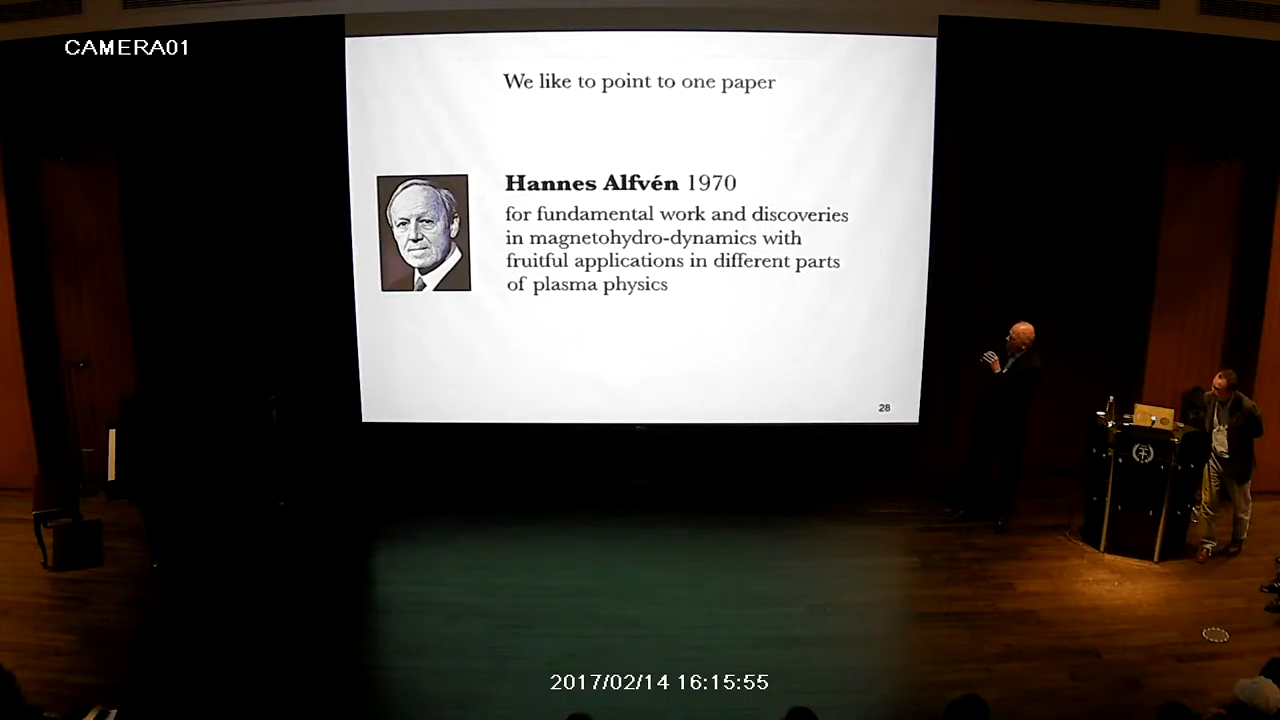 CAMERA01
We like to point to one paper
Hannes Alfvén 1970
for fundamental work and discoveries
in magnetohydro-dynamics with
fruitful applications in different parts
of plasma physics
28
2017/02/14 16:15:55